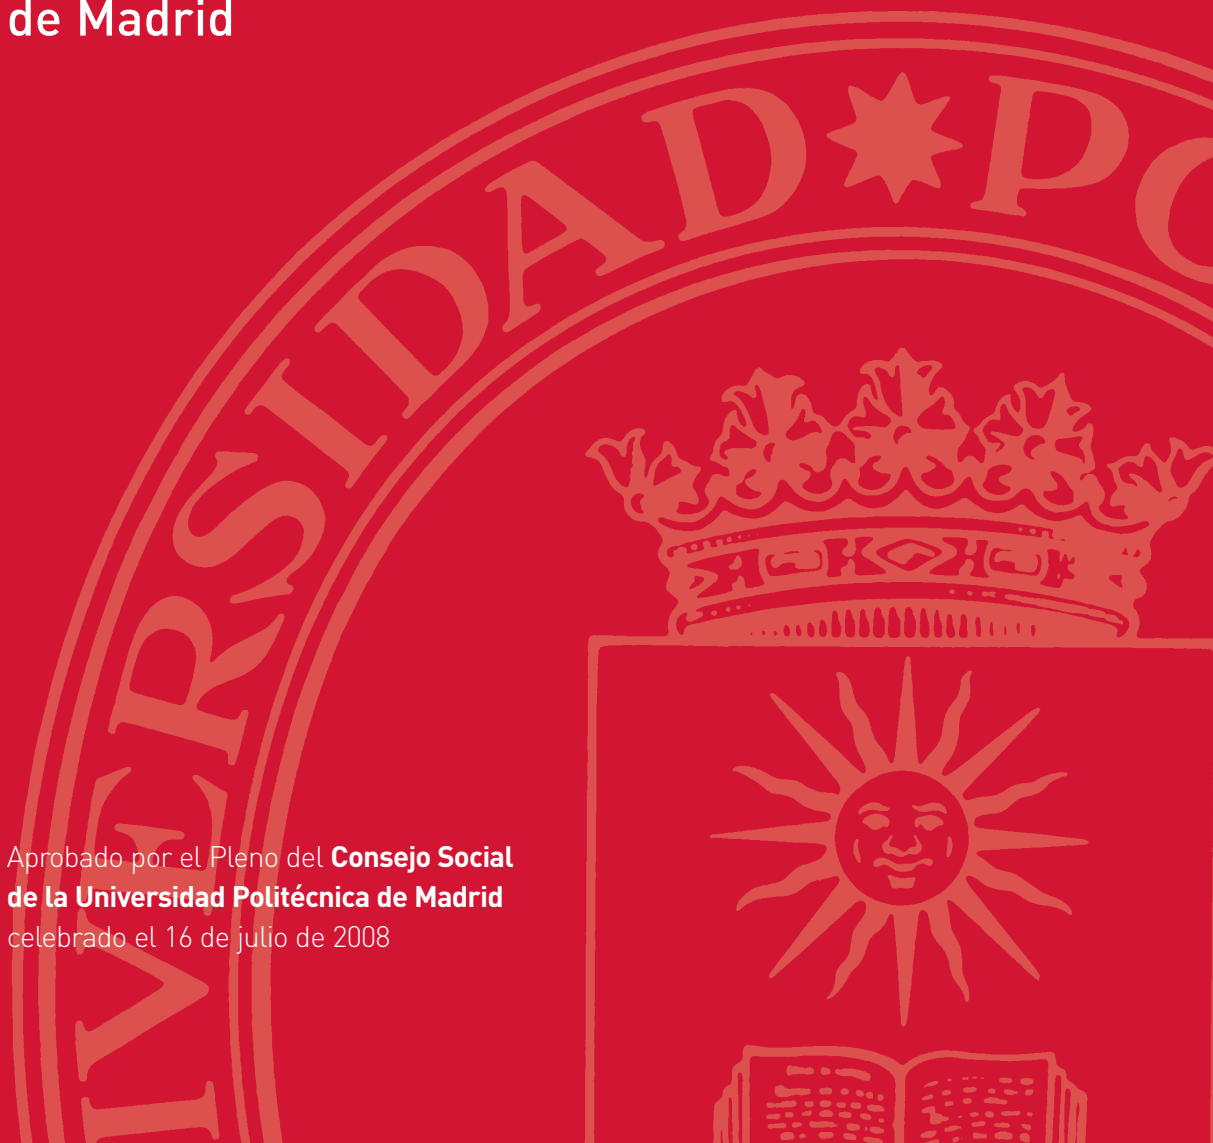 de Madrid
IVERSIDAD * PO
Aprobado por el Pleno del Consejo Social
de la Universidad Politécnica de Madrid
celebrado el 16 de julio de 2008